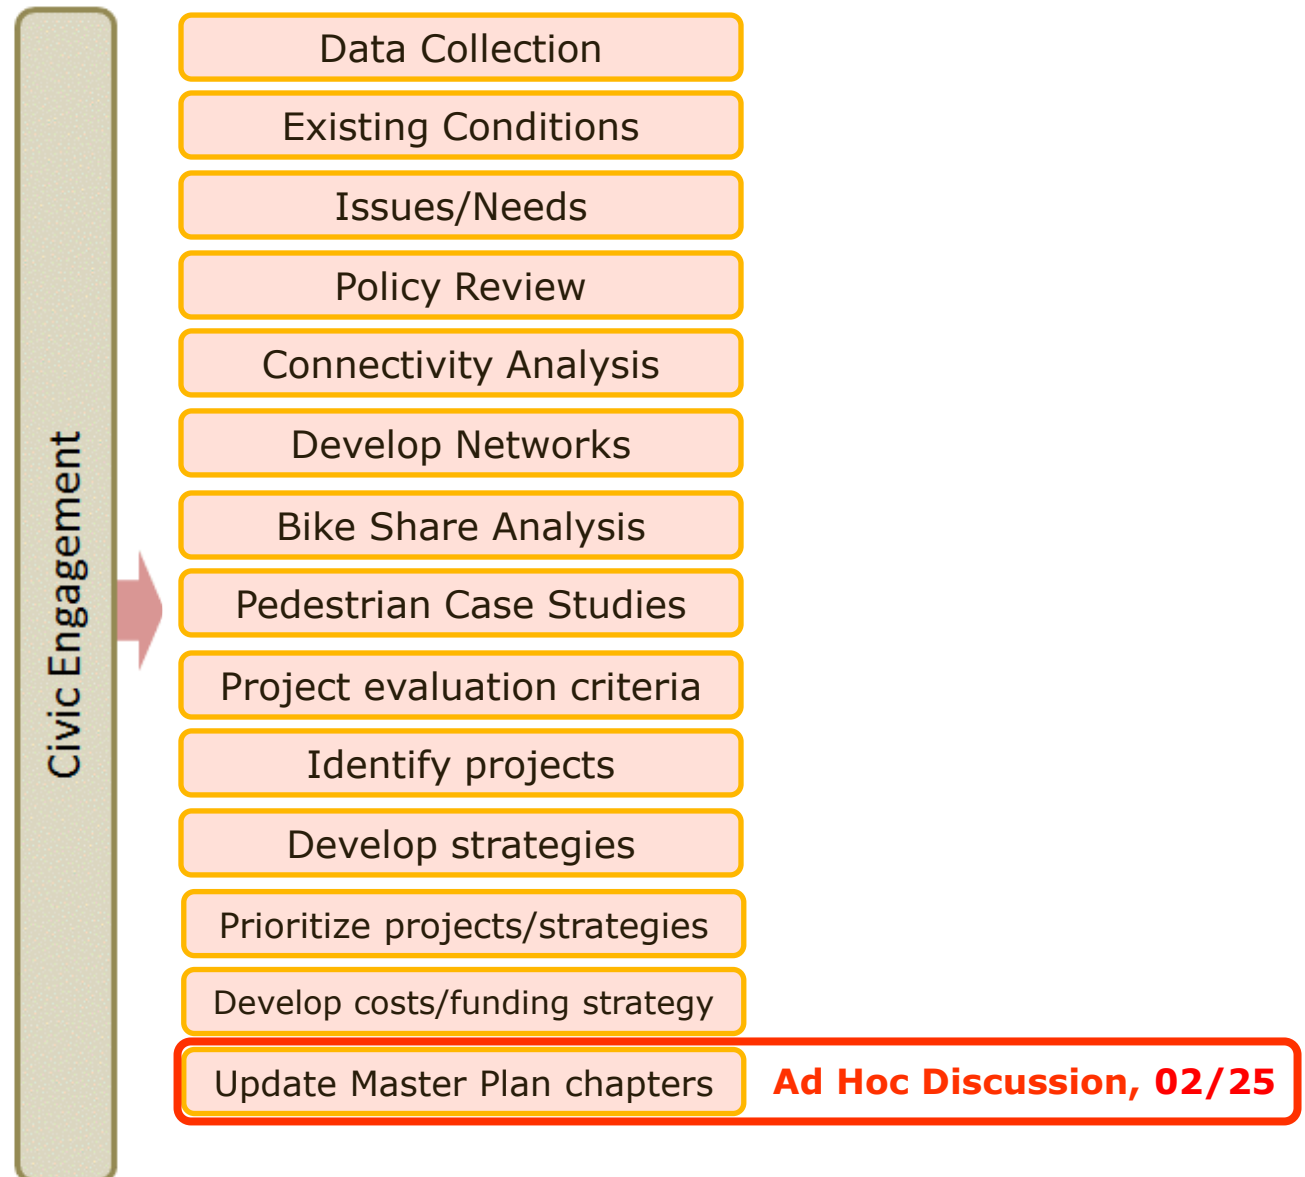 Civic Engagement
Data Collection
Existing Conditions
Issues/Needs
Policy Review
Connectivity Analysis
Develop Networks
Bike Share Analysis
Pedestrian Case Studies
Project evaluation criteria
Identify projects
Develop strategies
Prioritize projects/strategies
Develop costs/funding strategy
Update Master Plan chapters
Ad Hoc Discussion, 02/25